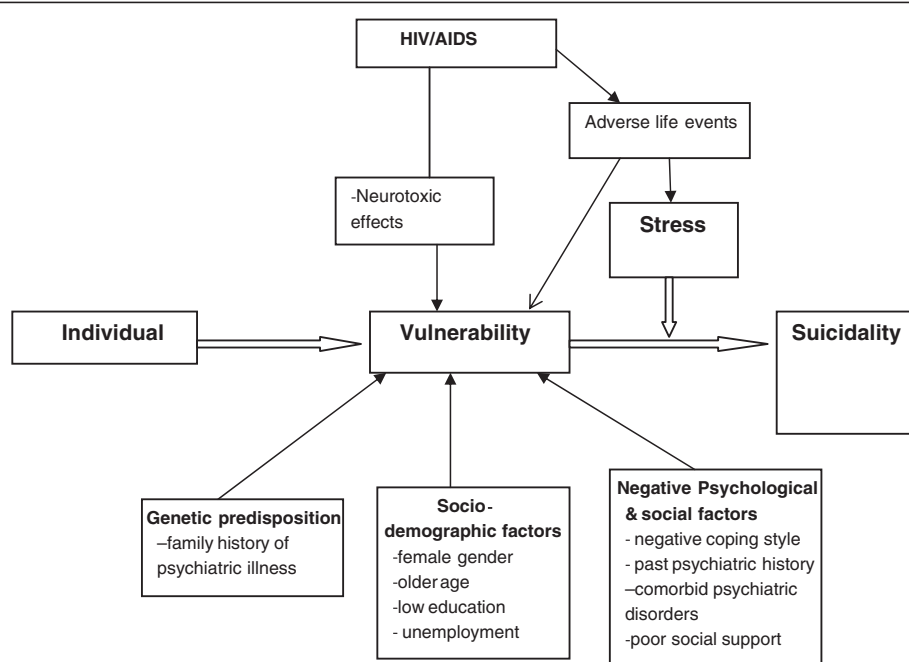 HIV/AIDS
Adverse life events
-Neurotoxic
effects
Stress
Individual
Vulnerability
Suicidality
Genetic predisposition
–family history of
psychiatric illness
Socio-
demographic factors
-female gender
-older age
-low education
- unemployment
Negative Psychological
& social factors
- negative coping style
- past psychiatric history
–comorbid psychiatric
disorders
-poor social support